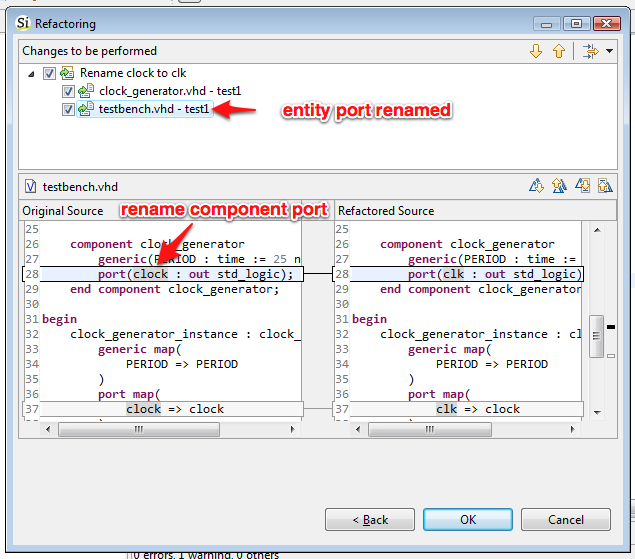 Si Refactoring
Changes to be performed
Rename clock to clk
clock_generator.vhd - test1
testbench.vhd - test1
entity port renamed
testbench.vhd
Original Source
rename component port
Refactored Source
25
26 component clock_generator
27 generic(PERIOD : time := 25 n
28 port(clock : out std_logic);
29 end component clock_generator;
30
31 begin
32 clock_generator_instance : clock_
33 generic map(
34 PERIOD => PERIOD
35 )
36 port map(
37 clock => clock
25
26 component clock_generator
27 generic(PERIOD : time :=
28 port(clk : out std_logic)
29 end component clock_generator
30
31 begin
32 clock_generator_instance : cl
33 generic map(
34 PERIOD => PERIOD
35 )
36 port map(
37 clk => clock
< Back
OK
Cancel
0 errors, 1 warning, 0 others